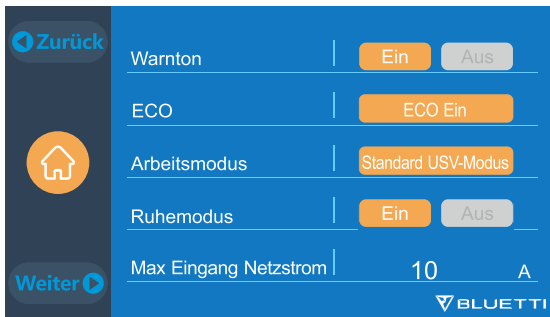 Zurück
Warnton Ein Aus
ECO ECO Ein
Arbeitsmodus Standard USV-Modus
Ruhemodus Ein Aus
Max Eingang Netzstrom 10 A
Weiter
BLUETTI